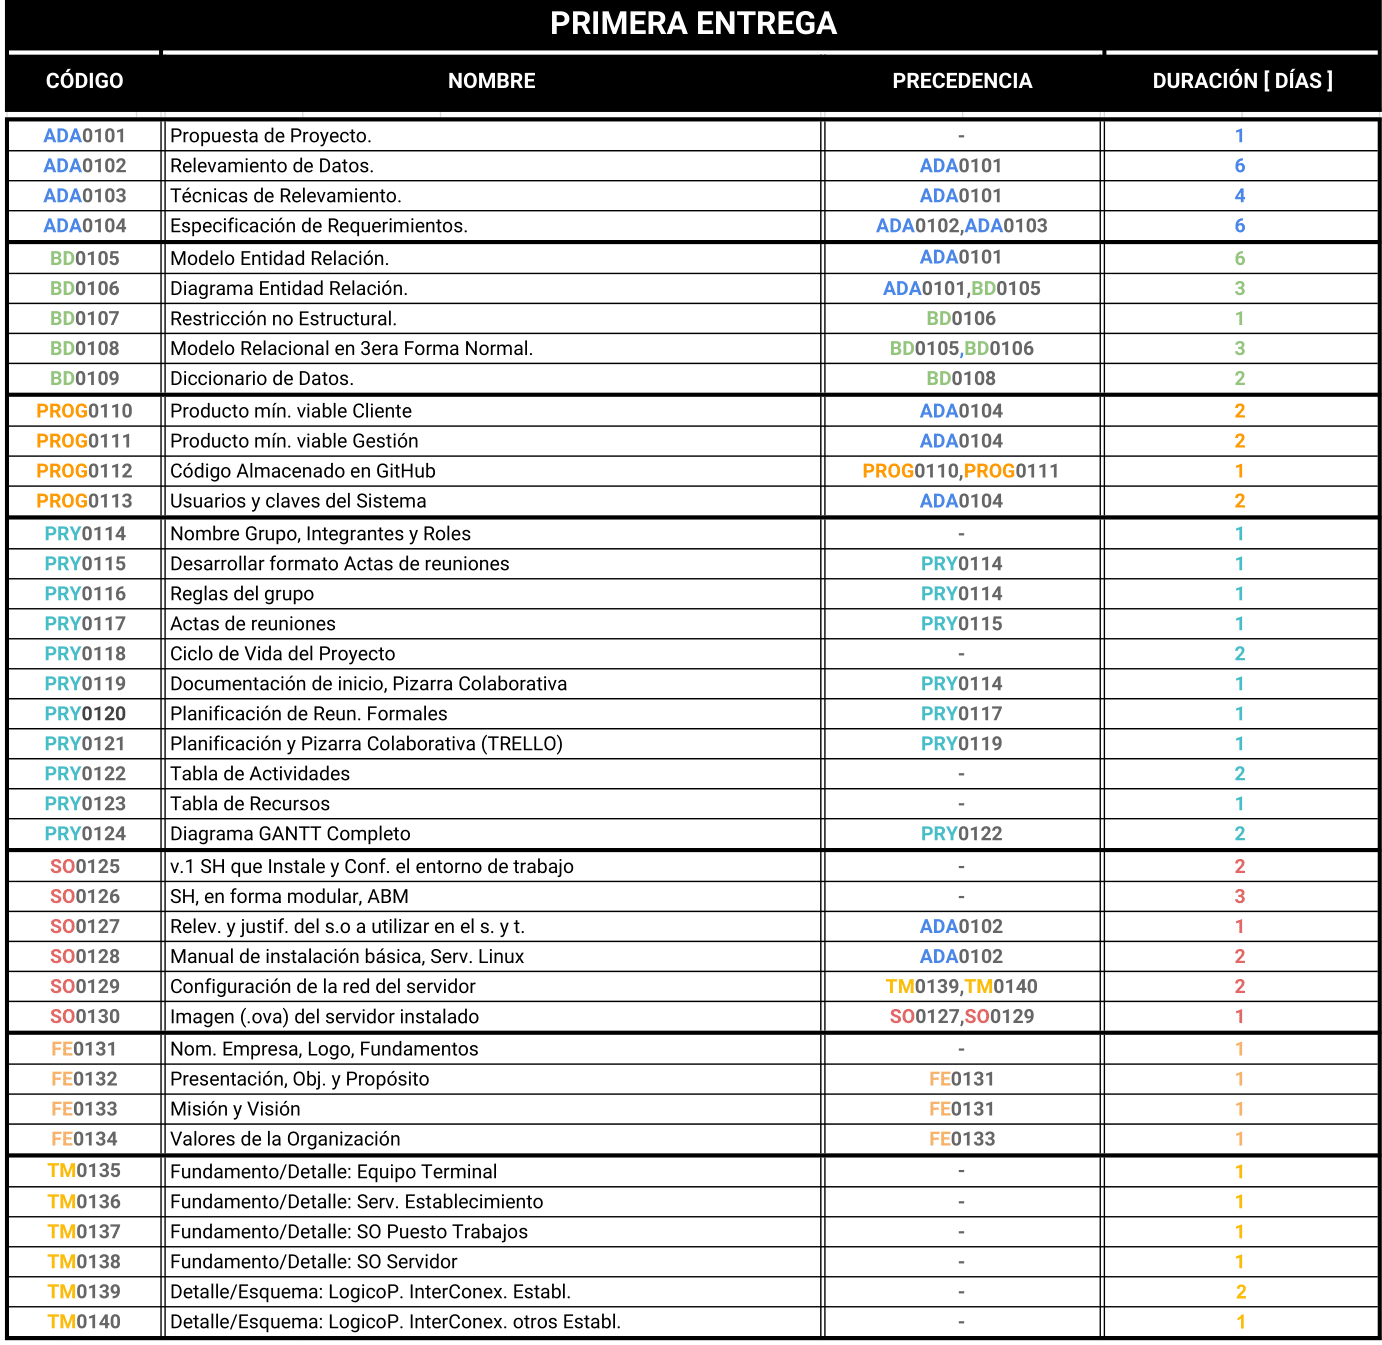 PRIMERA ENTREGA
CÓDIGO NOMBRE PRECEDENCIA DURACIÓN [ DÍAS ]
ADA0101 Propuesta de Proyecto. - 1
ADA0102 Relevamiento de Datos. ADA0101 6
ADA0103 Técnicas de Relevamiento. ADA0101 4
ADA0104 Especificación de Requerimientos. ADA0102,ADA0103 6
BD0105 Modelo Entidad Relación. ADA0101 6
BD0106 Diagrama Entidad Relación. ADA0101,BD0105 3
BD0107 Restricción no Estructural. BD0106 1
BD0108 Modelo Relacional en 3era Forma Normal. BD0105,BD0106 3
BD0109 Diccionario de Datos. BD0108 2
PROG0110 Producto mín. viable Cliente ADA0104 2
PROG0111 Producto mín. viable Gestión ADA0104 2
PROG0112 Código Almacenado en GitHub PROG0110,PROG0111 1
PROG0113 Usuarios y claves del Sistema ADA0104 2
PRY0114 Nombre Grupo, Integrantes y Roles - 1
PRY0115 Desarrollar formato Actas de reuniones PRY0114 1
PRY0116 Reglas del grupo PRY0114 1
PRY0117 Actas de reuniones PRY0115 1
PRY0118 Ciclo de Vida del Proyecto - 2
PRY0119 Documentación de inicio, Pizarra Colaborativa PRY0114 1
PRY0120 Planificación de Reun. Formales PRY0117 1
PRY0121 Planificación y Pizarra Colaborativa (TRELLO) PRY0119 1
PRY0122 Tabla de Actividades - 2
PRY0123 Tabla de Recursos - 1
PRY0124 Diagrama GANTT Completo PRY0122 2
SO0125 v.1 SH que Instale y Conf. el entorno de trabajo - 2
SO0126 SH, en forma modular, ABM - 3
SO0127 Relev. y justif. del s.o a utilizar en el s. y t. ADA0102 1
SO0128 Manual de instalación básica, Serv. Linux ADA0102 2
SO0129 Configuración de la red del servidor TM0139,TM0140 2
SO0130 Imagen (.ova) del servidor instalado SO0127,SO0129 1
FE0131 Nom. Empresa, Logo, Fundamentos - 1
FE0132 Presentación, Obj. y Propósito FE0131 1
FE0133 Misión y Visión FE0131 1
FE0134 Valores de la Organización FE0133 1
TM0135 Fundamento/Detalle: Equipo Terminal - 1
TM0136 Fundamento/Detalle: Serv. Establecimiento - 1
TM0137 Fundamento/Detalle: SO Puesto Trabajos - 1
TM0138 Fundamento/Detalle: SO Servidor - 1
TM0139 Detalle/Esquema: LogicoP. InterConex. Establ. - 2
TM0140 Detalle/Esquema: LogicoP. InterConex. otros Establ. - 1